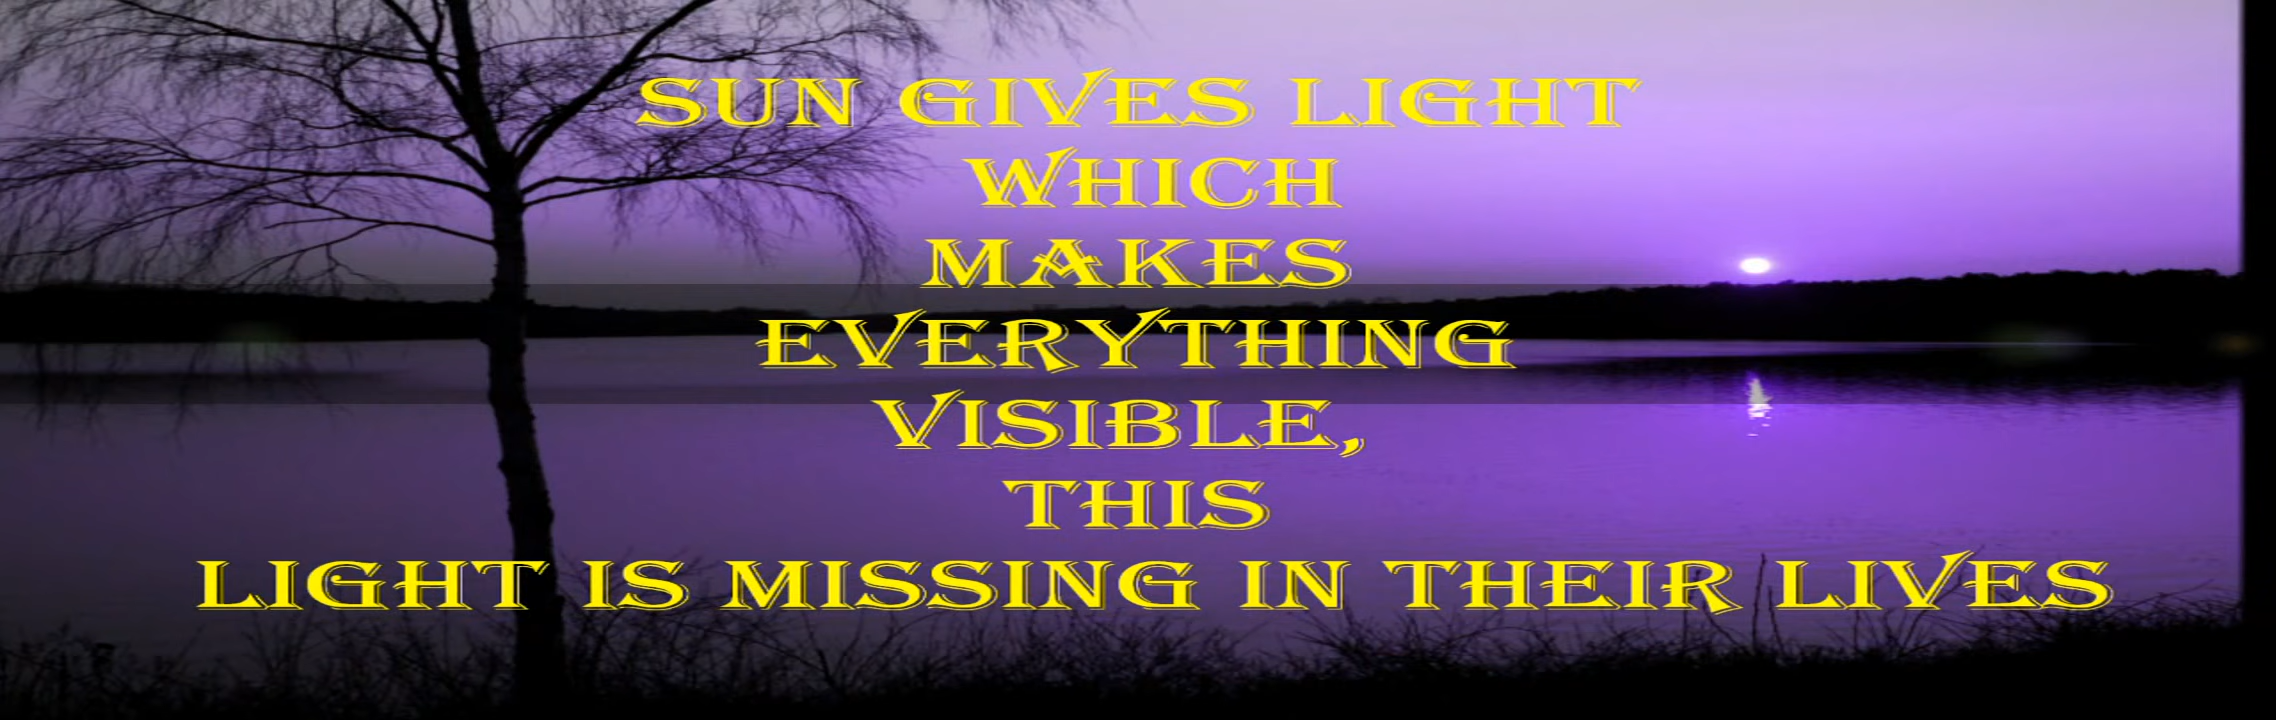 SUN GIVES LIGHT
WHICH
MAKES
EVERYTHING
VISIBLE,
THIS
LIGHT IS MISSING IN THEIR LIVES